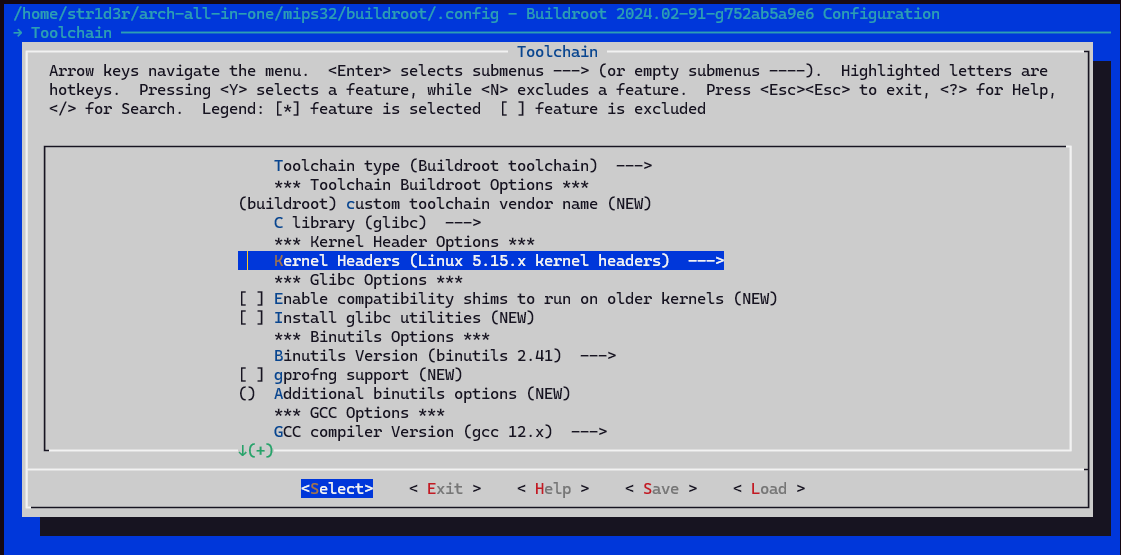 /home/str1d3r/arch-all-in-one/mips32/buildroot/.config - Buildroot 2024.02-91-g752ab5a9e6 Configuration
→ Toolchain
Toolchain
Arrow keys navigate the menu.  <Enter> selects submenus ---> (or empty submenus ----).  Highlighted letters are
hotkeys.  Pressing <Y> selects a feature, while <N> excludes a feature.  Press <Esc><Esc> to exit, <?> for Help,
</> for Search.  Legend: [*] feature is selected  [ ] feature is excluded
Toolchain type (Buildroot toolchain)  --->
*** Toolchain Buildroot Options ***
(buildroot) custom toolchain vendor name (NEW)
C library (glibc)  --->
*** Kernel Header Options ***
Kernel Headers (Linux 5.15.x kernel headers)  --->
*** Glibc Options ***
[ ] Enable compatibility shims to run on older kernels (NEW)
[ ] Install glibc utilities (NEW)
*** Binutils Options ***
Binutils Version (binutils 2.41)  --->
[ ] gprofng support (NEW)
()  Additional binutils options (NEW)
*** GCC Options ***
GCC compiler Version (gcc 12.x)  --->
↓(+)
<Select>    < Exit >    < Help >    < Save >    < Load >